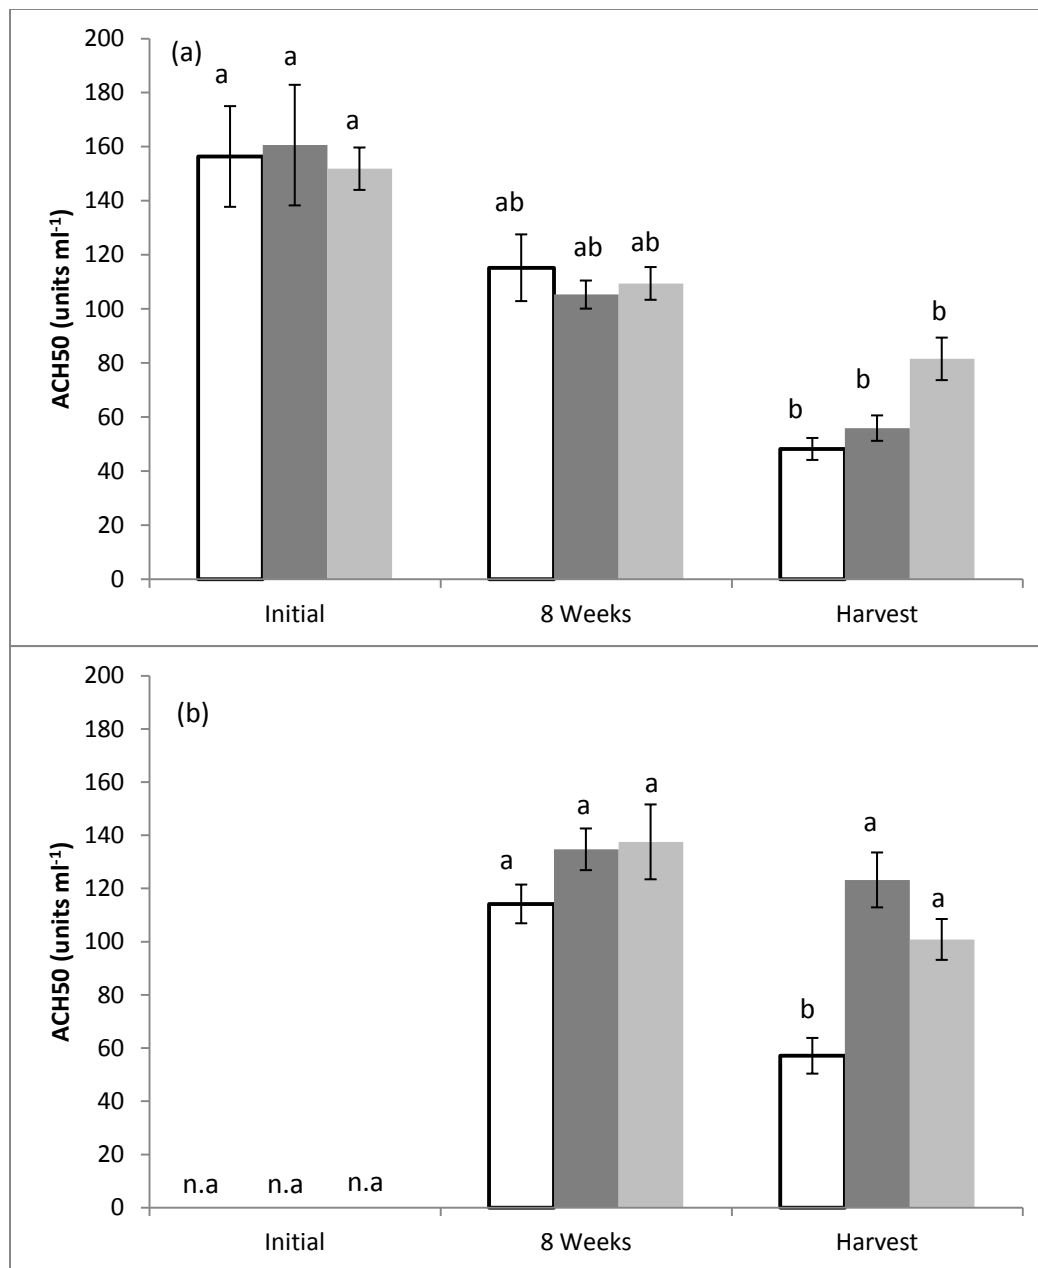 (a)
ACH50 (units ml-1)
200
180
160
140
120
100
80
60
40
20
0
a
a
a
ab
ab
ab
b
b
b
Initial
8 Weeks
Harvest
(b)
ACH50 (units ml-1)
200
180
160
140
120
100
80
60
40
20
0
n.a
n.a
n.a
a
a
a
b
a
a
Initial
8 Weeks
Harvest